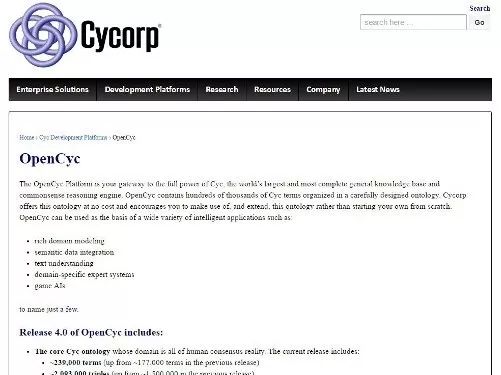 Search
Cycorp®
search here ...
Go
Enterprise Solutions Development Platforms Research Resources Company Latest News
Home › Cyc Development Platforms › OpenCyc
OpenCyc
The OpenCyc Platform is your gateway to the full power of Cyc, the world's largest and most complete general knowledge base and
commonsense reasoning engine. OpenCyc contains hundreds of thousands of Cyc terms organized in a carefully designed ontology. Cycorp
offers this ontology at no cost and encourages you to make use of, and extend, this ontology rather than starting your own from scratch.
OpenCyc can be used as the basis of a wide variety of intelligent applications such as:
rich domain modeling
semantic data integration
text understanding
domain-specific expert systems
game AIs
to name just a few.
Release 4.0 of OpenCyc includes:
The core Cyc ontology whose domain is all of human consensus reality. The current release includes:
~239,000 terms (up from ~177,000 terms in the previous release)
~2,093,000 triples (up from ~1,500,000 in the previous release)